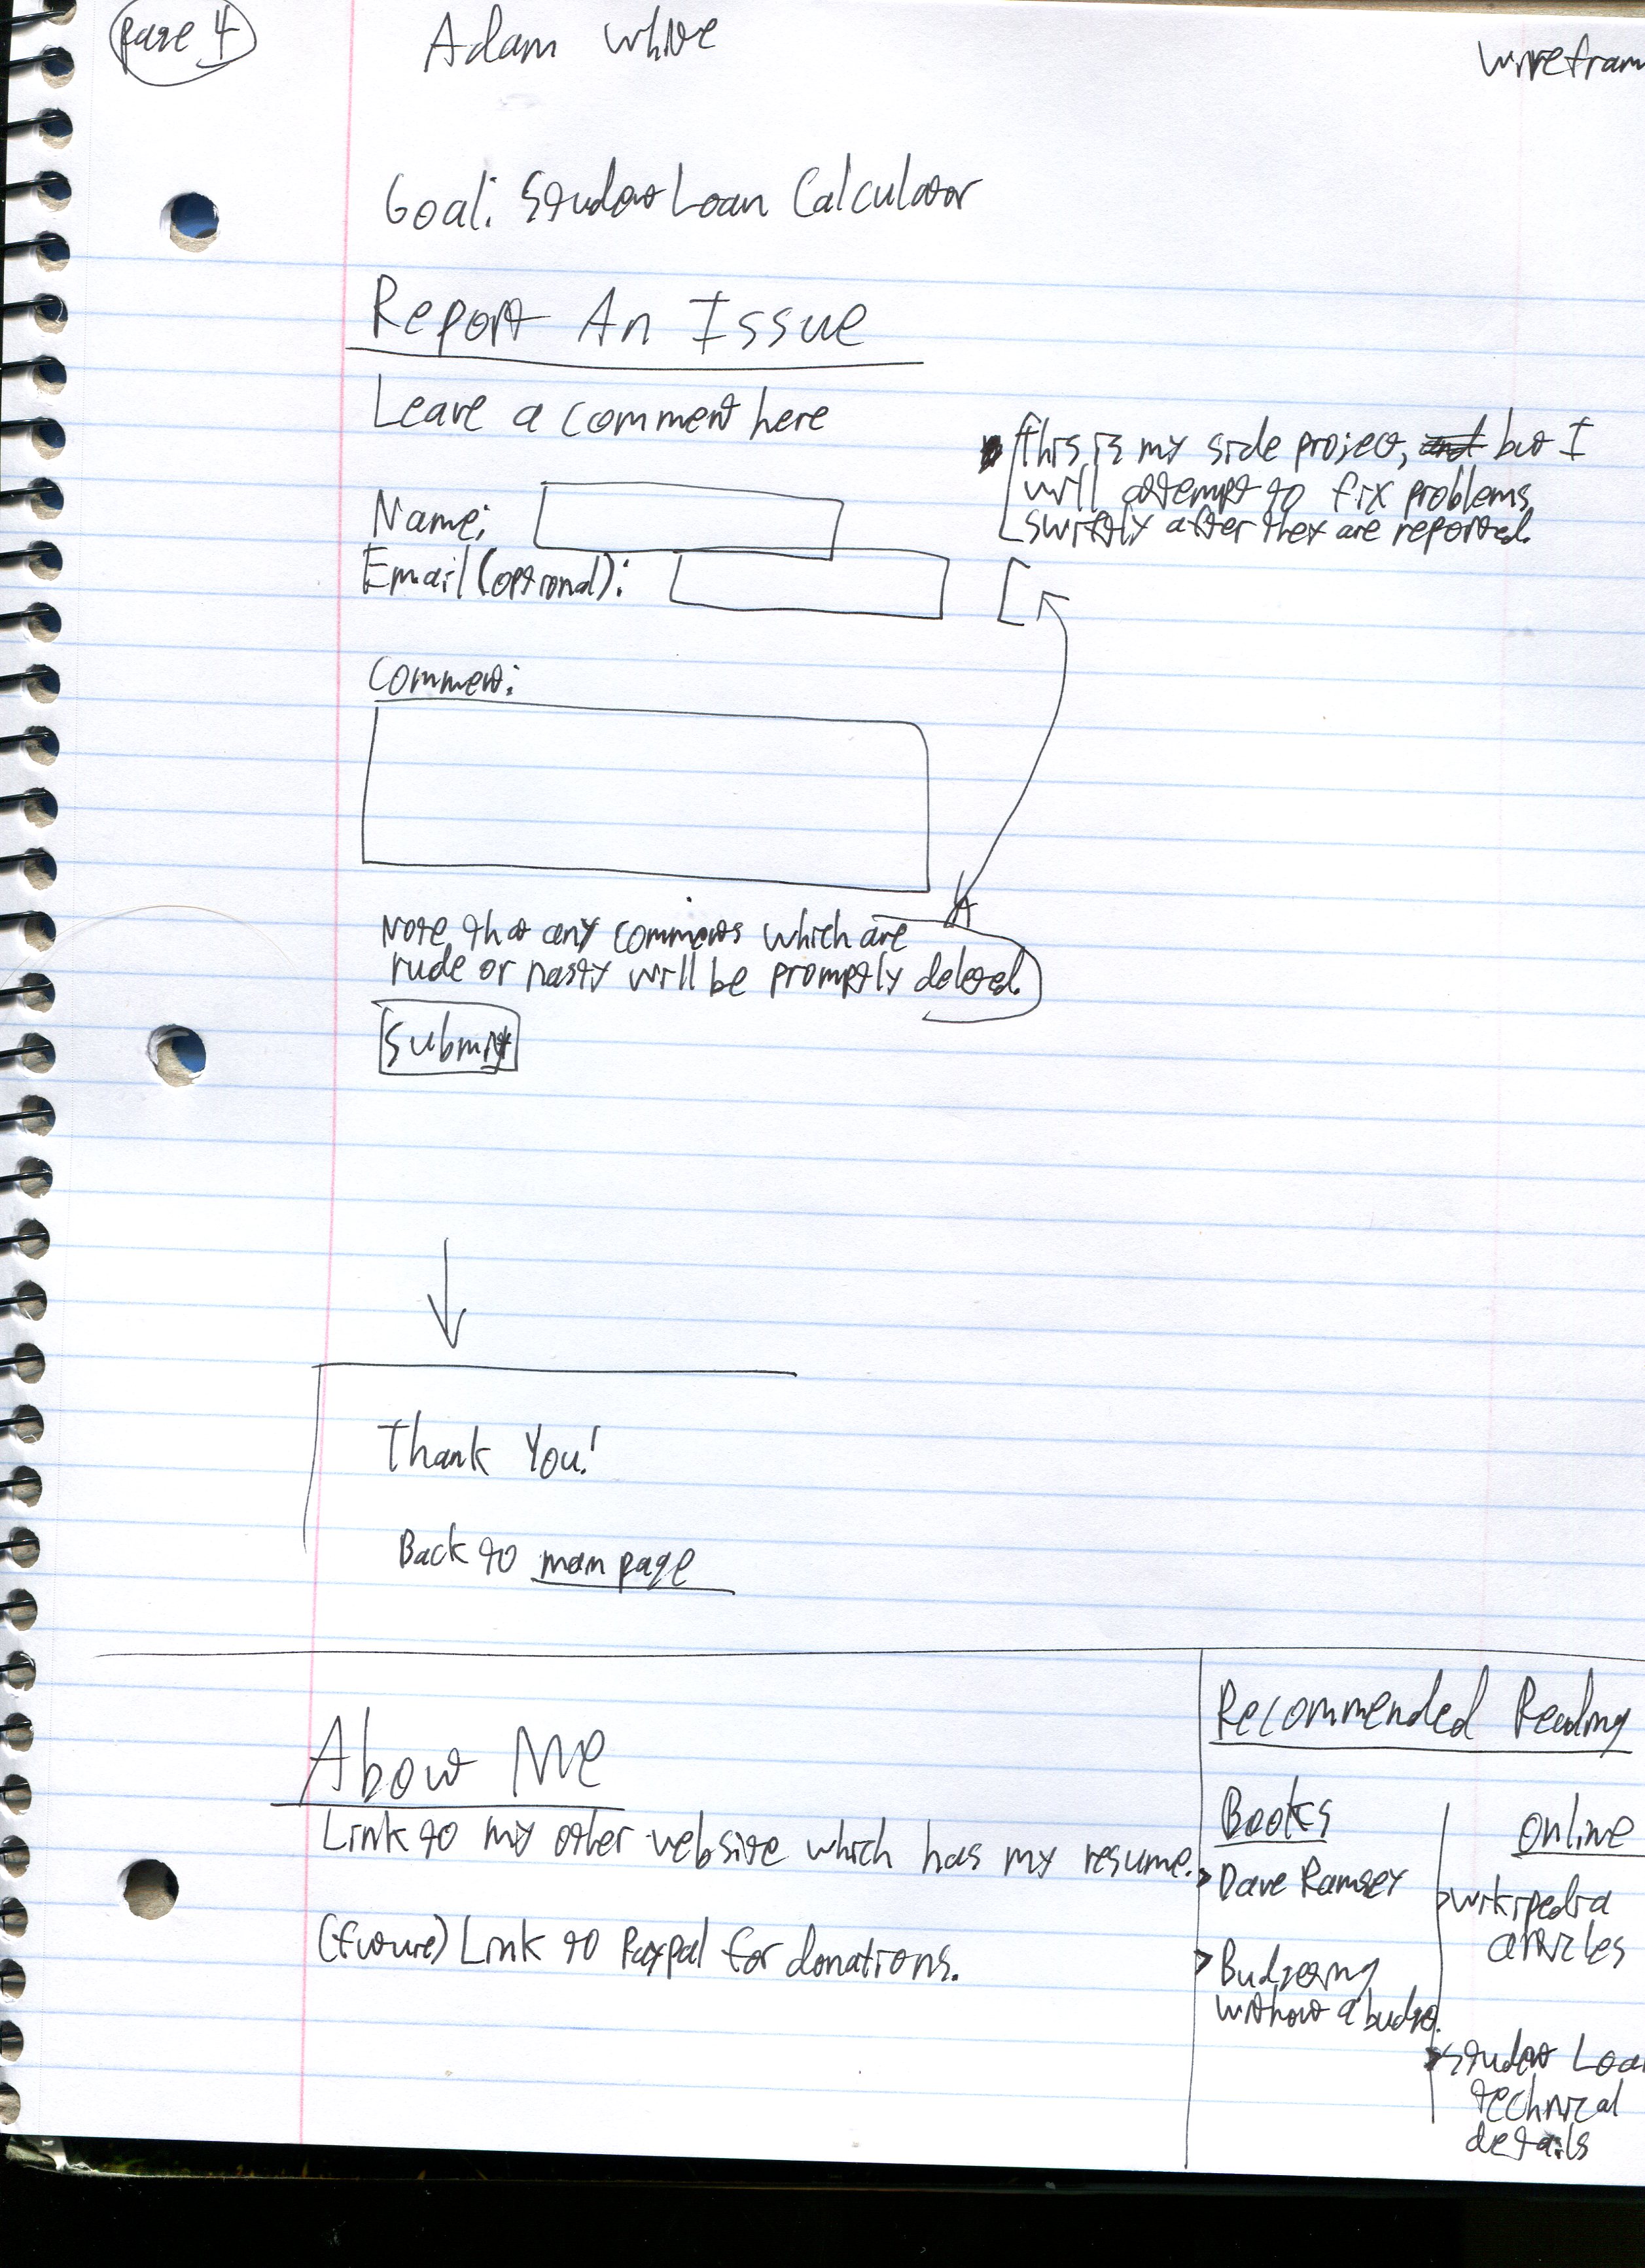 page 4
Adam White
Wirefram
Goal: Student Loan Calculator
Report An Issue
Leave a comment here
This is my side project, and but I
will attempt to fix problems
swiftly after they are reported.
Name:
Email (optional):
Comment:
Note that any comments which are
rude or nasty will be promptly deleted.
Submit
Thank You!
Back to main page
About Me
Link to my other website which has my resume.
(future) Link to Paypal for donations.
Recommended Reading
Books
Dave Ramsey
Budgeting
without a budget.
Online
Wikipedia
articles
Student Loa
technical
details